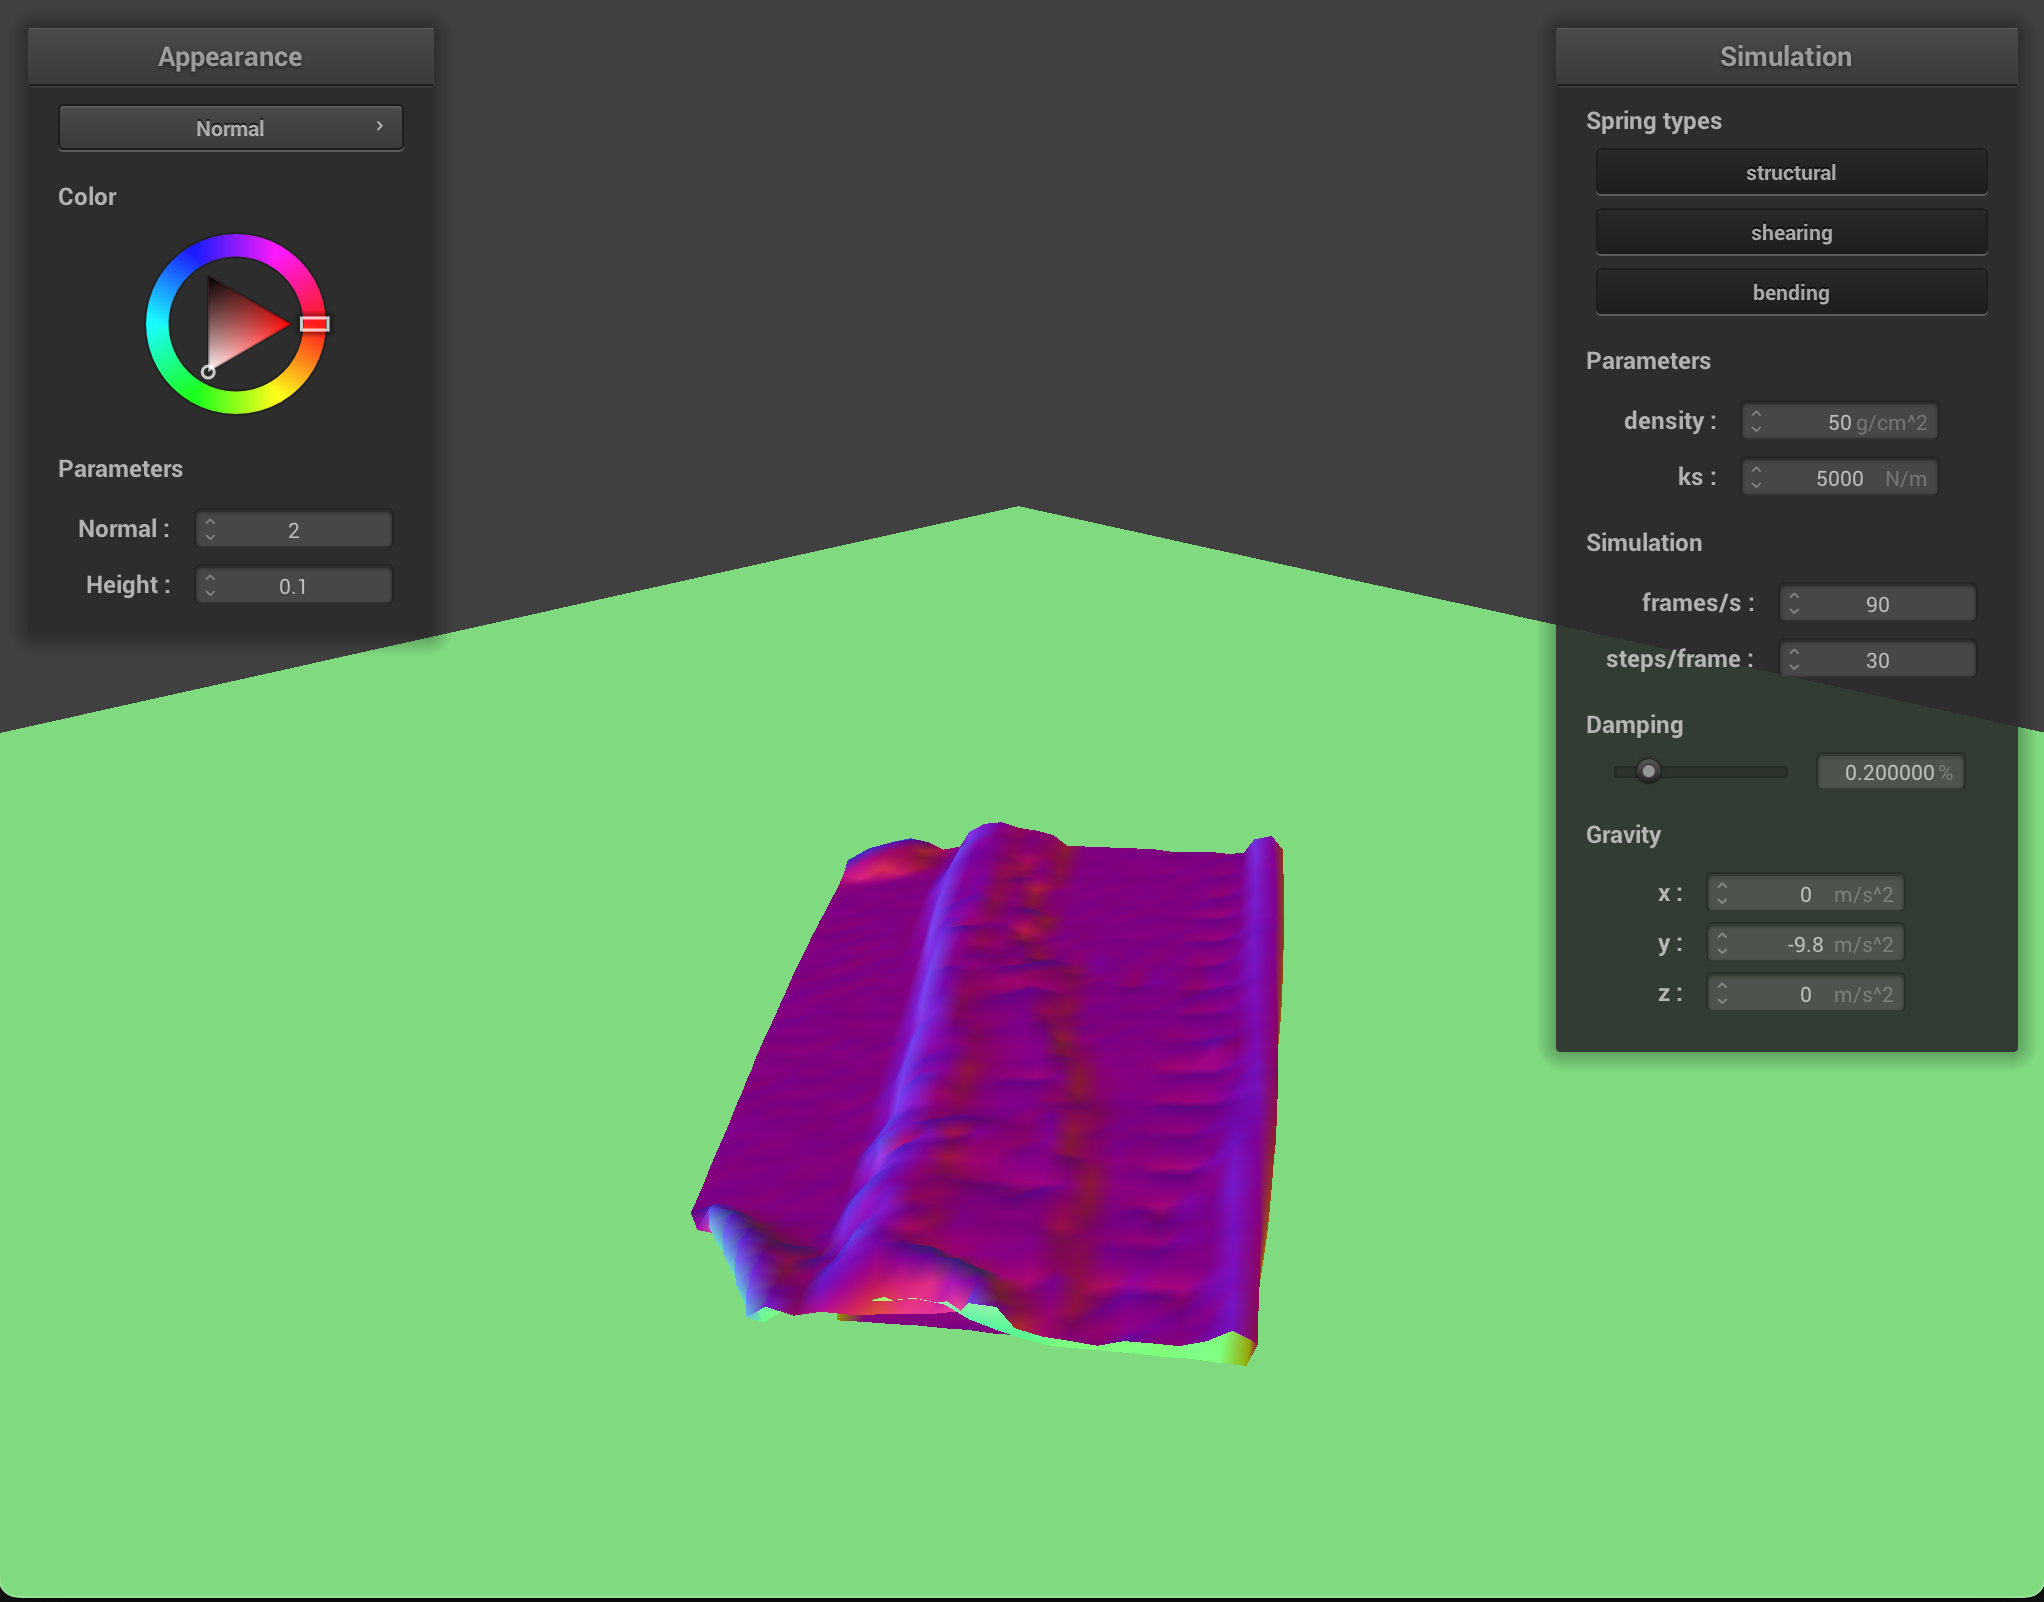 Appearance
Normal
Color
Parameters
Normal : 2
Height : 0.1
Simulation
Spring types
structural
shearing
bending
Parameters
density : 50 g/cm^2
ks : 5000 N/m
Simulation
frames/s : 90
steps/frame : 30
Damping
0.200000 %
Gravity
x : 0 m/s^2
y : -9.8 m/s^2
z : 0 m/s^2